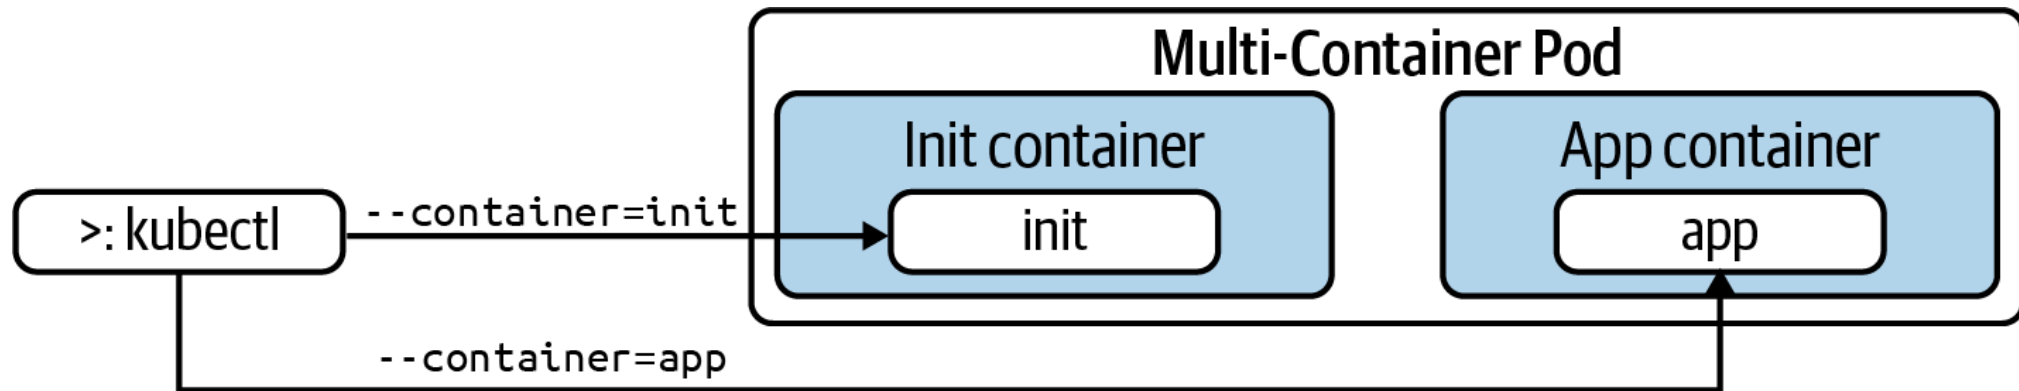 Multi-Container Pod
Init container
App container
>: kubectl
--container=init
init
app
--container=app